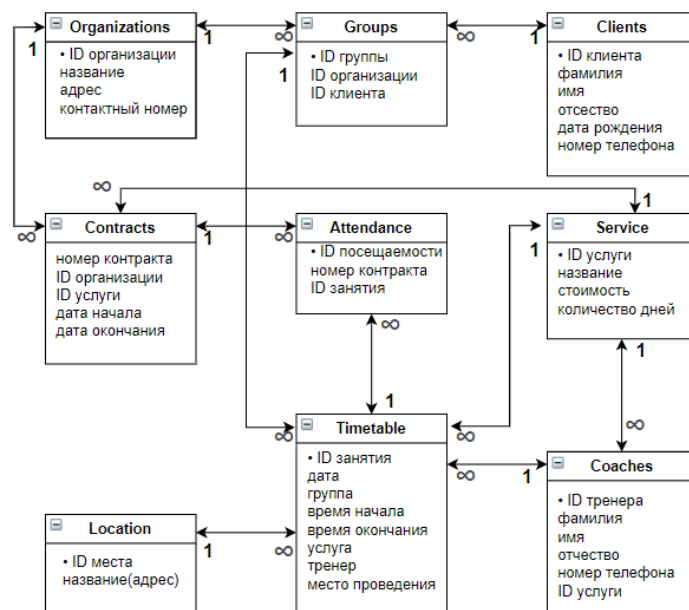 Organizations
• ID организации
название
адрес
контактный номер
1
1
∞
Groups
• ID группы
ID организации
ID клиента
1
∞
1
Clients
• ID клиента
фамилия
имя
отсество
дата рождения
номер телефона
∞
1
∞
Contracts
номер контракта
ID организации
ID услуги
дата начала
дата окончания
1
∞
Attendance
• ID посещаемости
номер контракта
ID занятия
∞
1
Service
• ID услуги
название
стоимость
количество дней
1
1
∞
∞
Timetable
• ID занятия
дата
группа
время начала
время окончания
услуга
тренер
место проведения
∞
∞
1
∞
Coaches
• ID тренера
фамилия
имя
отчество
номер телефона
ID услуги
Location
• ID места
название(адрес)
1
∞